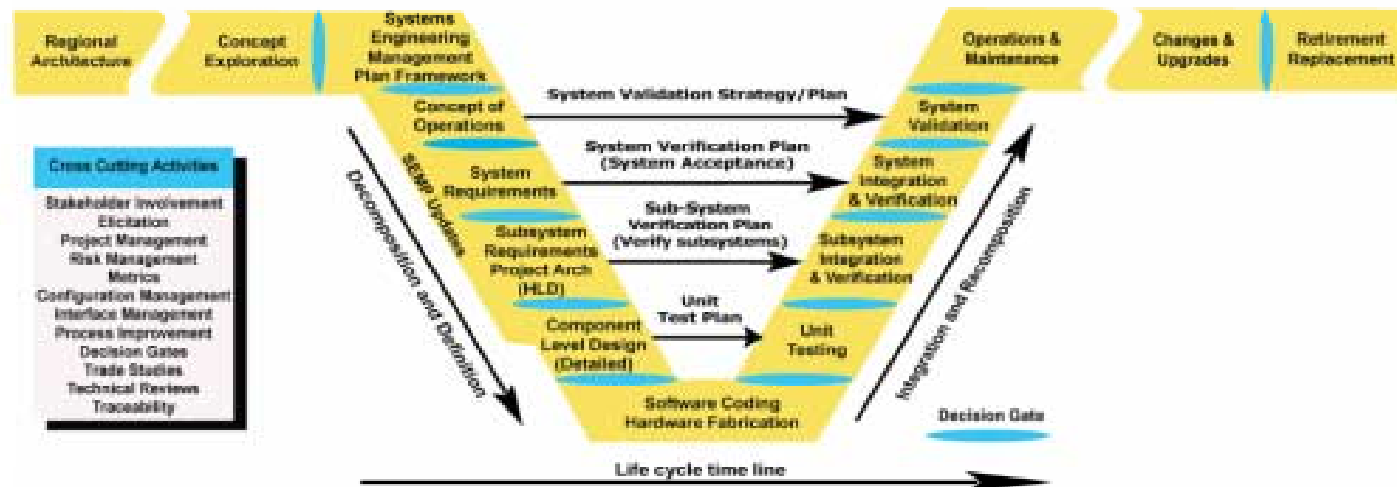 Regional
Architecture
Concept
Exploration
Systems
Engineering
Management
Plan Framework
Operations &
Maintenance
Changes &
Upgrades
Retirement
Replacement
Concept of
Operations
System Validation Strategy/Plan
System
Validation
System
Requirements
System Verification Plan
(System Acceptance)
System
Integration
& Verification
Subsystem
Requirements
Project Arch
(HLD)
Sub-System
Verification Plan
(Verify subsystems)
Subsystem
Integration
& Verification
Component
Level Design
(Detailed)
Unit
Test Plan
Unit
Testing
Software Coding
Hardware Fabrication
SEMP Updates
Decomposition and Definition
Integration and Recomposition
Cross Cutting Activities
Stakeholder Involvement
Elicitation
Project Management
Risk Management
Metrics
Configuration Management
Interface Management
Process Improvement
Decision Gates
Trade Studies
Technical Reviews
Traceability
Decision Gate
Life cycle time line